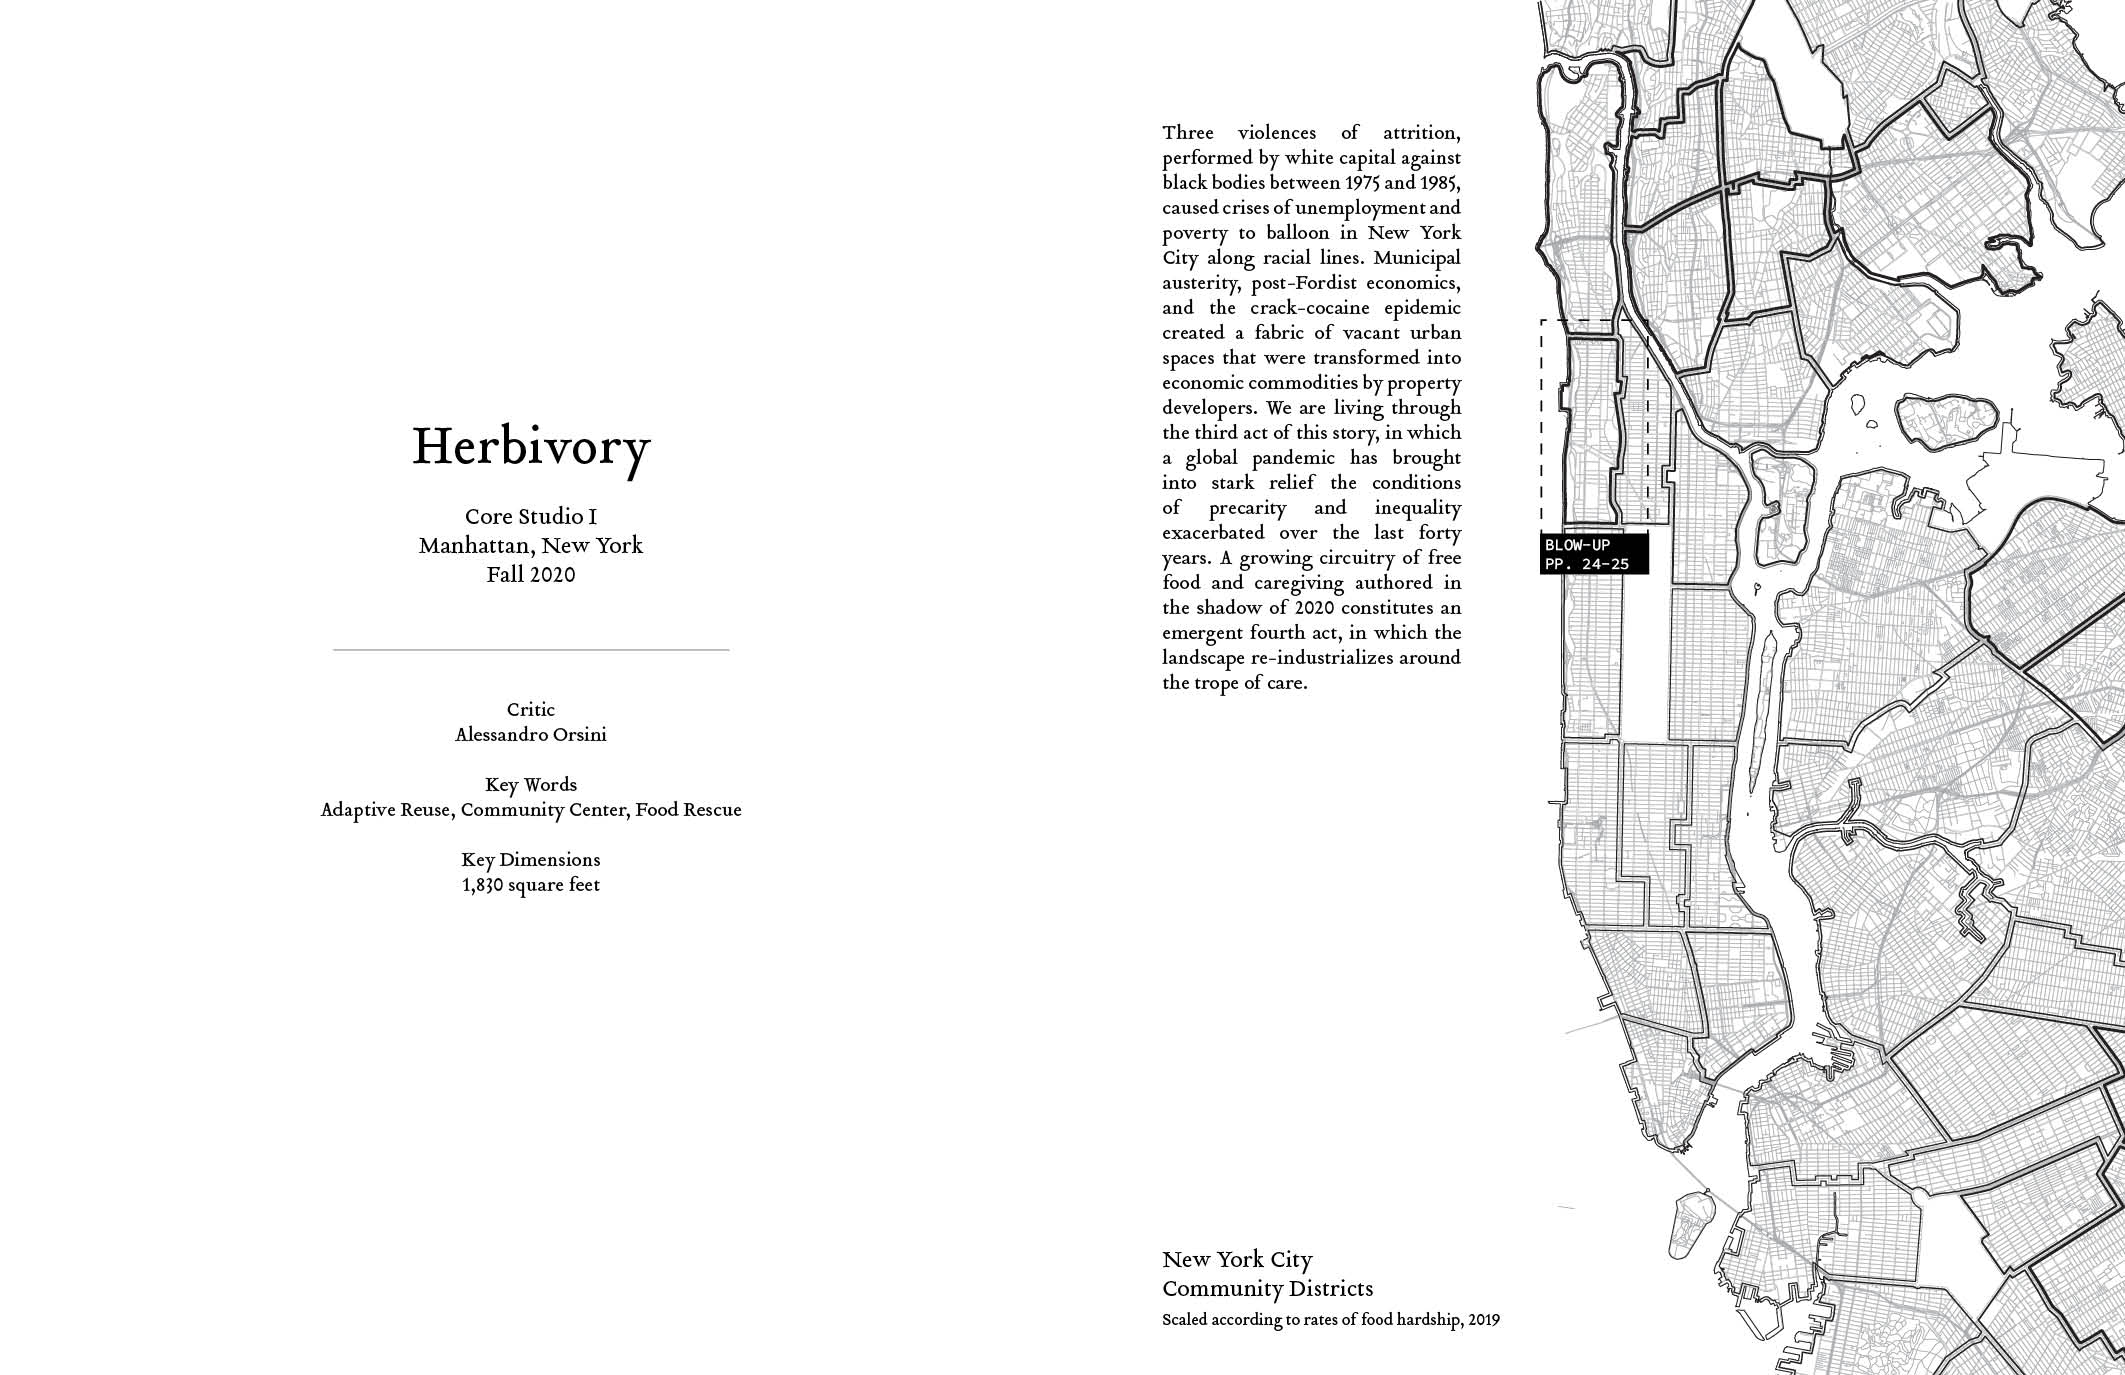 Herbivory
Core Studio I
Manhattan, New York
Fall 2020
Critic
Alessandro Orsini
Key Words
Adaptive Reuse, Community Center, Food Rescue
Key Dimensions
1,830 square feet
Three violences of attrition,
performed by white capital against
black bodies between 1975 and 1985,
caused crises of unemployment and
poverty to balloon in New York
City along racial lines. Municipal
austerity, post-Fordist economics,
and the crack-cocaine epidemic
created a fabric of vacant urban
spaces that were transformed into
economic commodities by property
developers. We are living through
the third act of this story, in which
a global pandemic has brought
into stark relief the conditions
of precarity and inequality
exacerbated over the last forty
years. A growing circuitry of free
food and caregiving authored in
the shadow of 2020 constitutes an
emergent fourth act, in which the
landscape re-industrializes around
the trope of care.
BLOW-UP
PP. 24-25
New York City
Community Districts
Scaled according to rates of food hardship, 2019